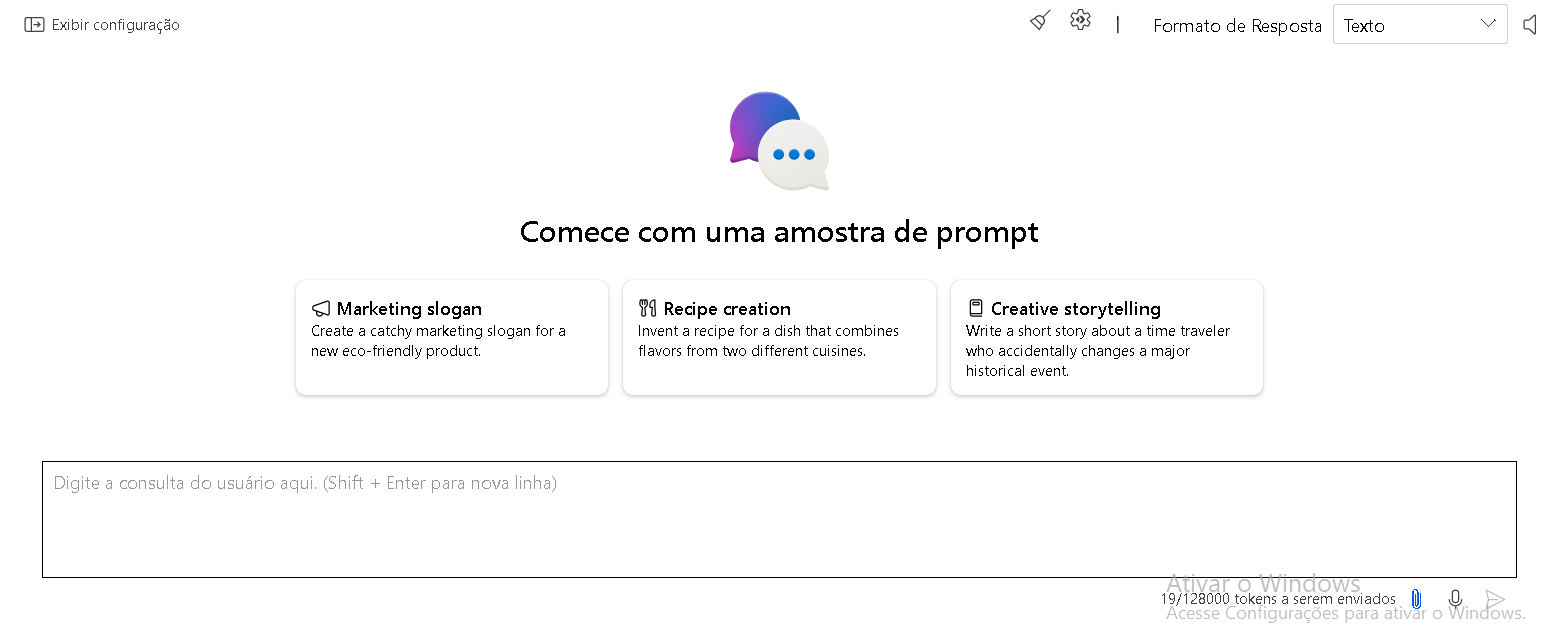 Exibir configuração
Formato de Resposta
Texto
Comece com uma amostra de prompt
Marketing slogan
Create a catchy marketing slogan for a
new eco-friendly product.
Recipe creation
Invent a recipe for a dish that combines
flavors from two different cuisines.
Creative storytelling
Write a short story about a time traveler
who accidentally changes a major
historical event.
Digite a consulta do usuário aqui. (Shift + Enter para nova linha)
Ativar o Windows
19/128000 tokens a serem enviados
Acesse Configurações para ativar o Windows.